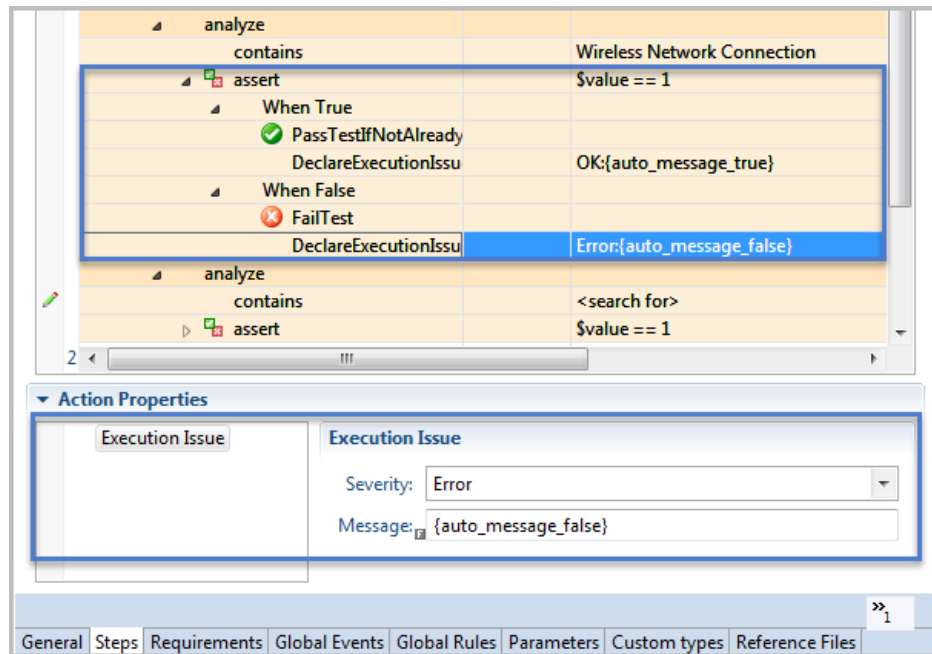 analyze
contains Wireless Network Connection
assert $value == 1
When True
PassTestIfNotAlready
DeclareExecutionIssu OK:{auto_message_true}
When False
FailTest
DeclareExecutionIssu Error:{auto_message_false}
analyze
contains <search for>
assert $value == 1
2
Action Properties
Execution Issue Execution Issue
Severity: Error
Message: {auto_message_false}
»1
General Steps Requirements Global Events Global Rules Parameters Custom types Reference Files